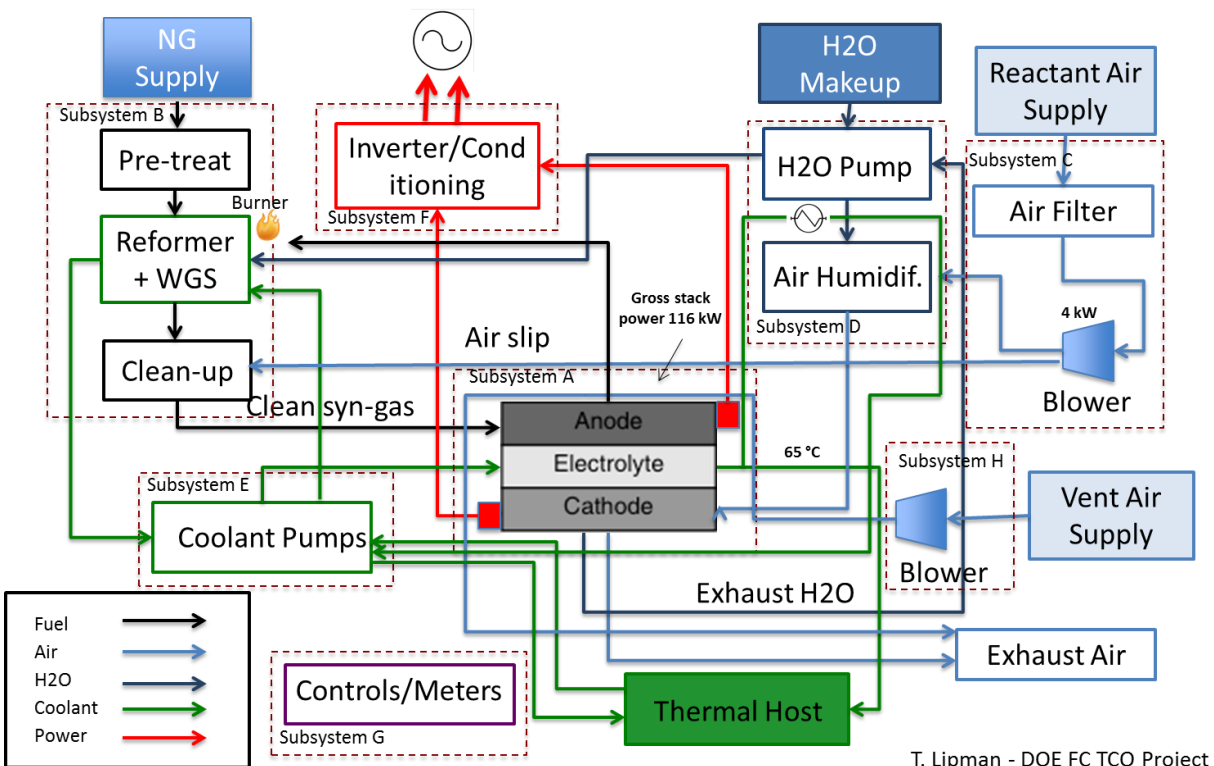 NG
Supply
H2O
Makeup
Reactant Air
Supply
Subsystem B
Pre-treat
Burner
Reformer
+ WGS
Clean-up
Inverter/Cond
itioning
Subsystem F
H2O Pump
Air Humidif.
Subsystem D
Subsystem C
Air Filter
4 kW
Blower
Gross stack
power 116 kW
Air slip
Clean syn-gas
Subsystem A
Anode
Electrolyte
Cathode
65 °C
Subsystem H
Blower
Vent Air
Supply
Subsystem E
Coolant Pumps
Exhaust H2O
Exhaust Air
Fuel
Air
H2O
Coolant
Power
Controls/Meters
Subsystem G
Thermal Host
T. Lipman - DOE FC TCO Project